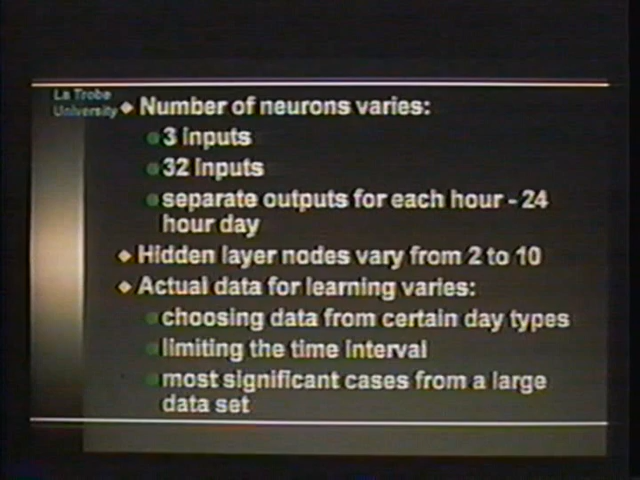 La Trobe
University
Number of neurons varies:
3 inputs
32 inputs
separate outputs for each hour - 24
hour day
Hidden layer nodes vary from 2 to 10
Actual data for learning varies:
choosing data from certain day types
limiting the time interval
most significant cases from a large
data set